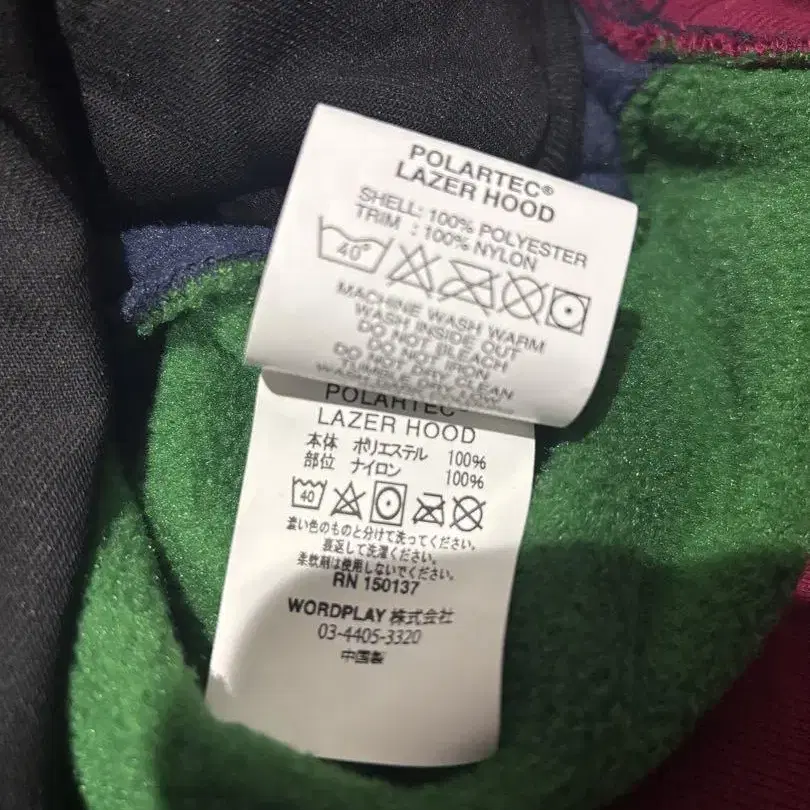 POLARTEC®
LAZER HOOD
SHELL: 100% POLYESTER
TRIM : 100% NYLON
40°
MACHINE WASH WARM
WASH INSIDE OUT
DO NOT BLEACH
DO NOT IRON
DO NOT DRY CLEAN
TUMBLE DRY LOW
POLARTEC
LAZER HOOD
本体 ポリエステル 100%
部位 ナイロン 100%
40
濃い色のものと分けて洗ってください。
裏返して洗濯ください。
柔軟剤は使用しないでください。
RN 150137
WORDPLAY 株式会社
03-4405-3320
中国製